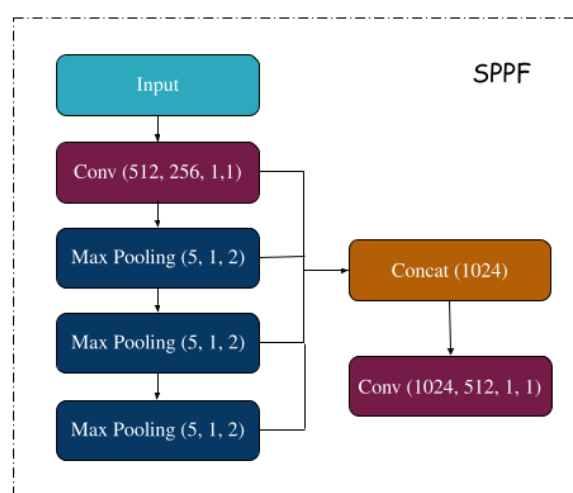 SPPF
Input
Conv (512, 256, 1,1)
Max Pooling (5, 1, 2)
Max Pooling (5, 1, 2)
Max Pooling (5, 1, 2)
Concat (1024)
Conv (1024, 512, 1, 1)